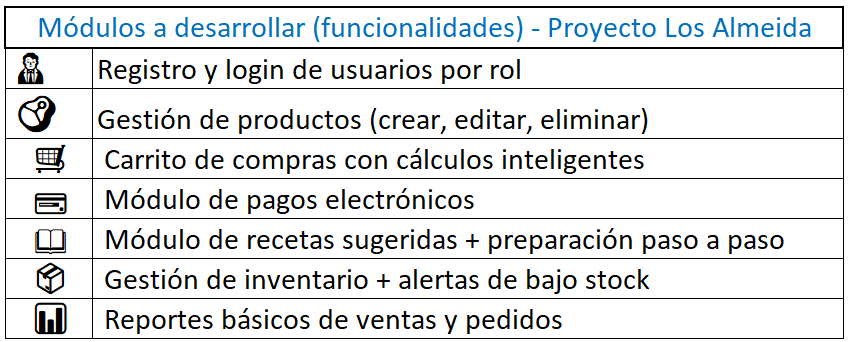 Módulos a desarrollar (funcionalidades) - Proyecto Los Almeida
Registro y login de usuarios por rol
Gestión de productos (crear, editar, eliminar)
Carrito de compras con cálculos inteligentes
Módulo de pagos electrónicos
Módulo de recetas sugeridas + preparación paso a paso
Gestión de inventario + alertas de bajo stock
Reportes básicos de ventas y pedidos